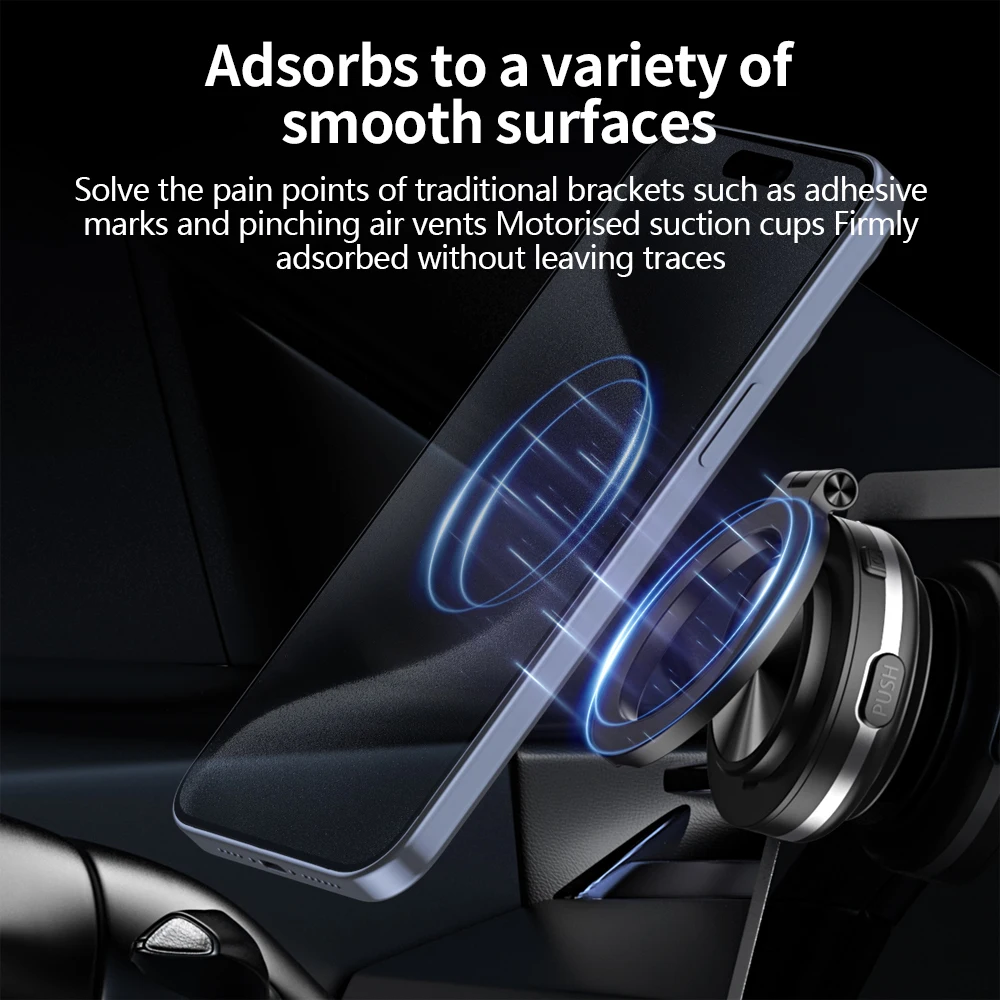 Adsorbs to a variety of
smooth surfaces
Solve the pain points of traditional brackets such as adhesive
marks and pinching air vents Motorised suction cups Firmly
adsorbed without leaving traces
PUSH